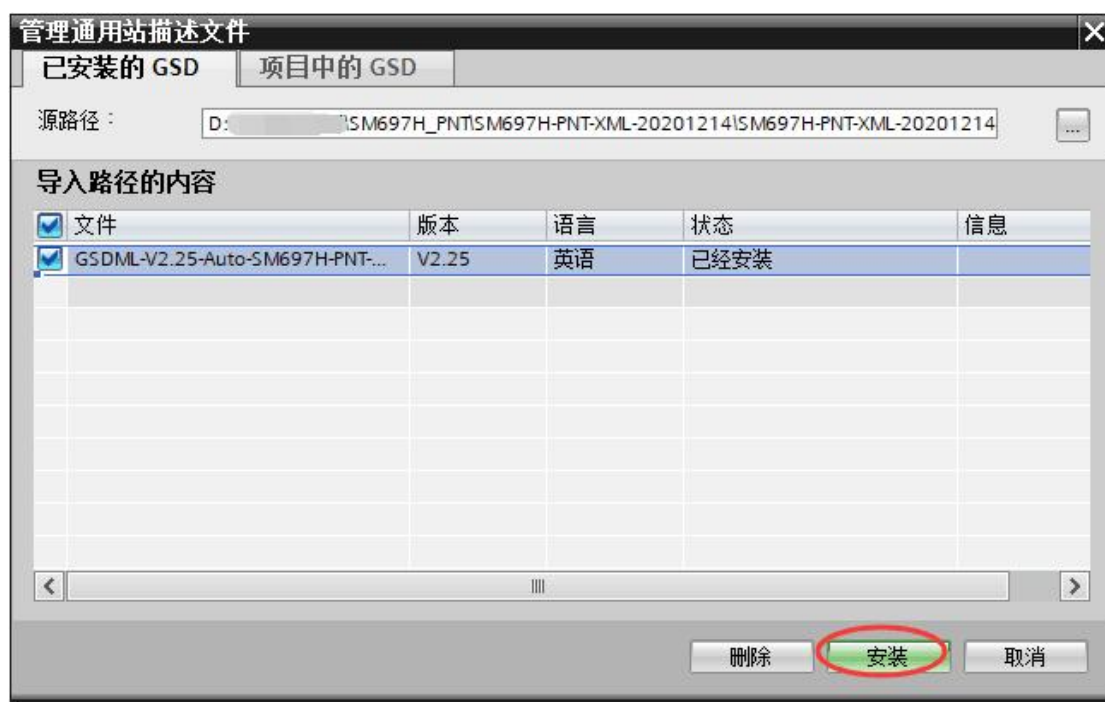 管理通用站描述文件
已安装的 GSD 项目中的 GSD
源路径： D: \SM697H_PNT\SM697H-PNT-XML-20201214\SM697H-PNT-XML-20201214 ...
导入路径的内容
文件 版本 语言 状态 信息
GSDML-V2.25-Auto-SM697H-PNT-... V2.25 英语 已经安装
删除 安装 取消